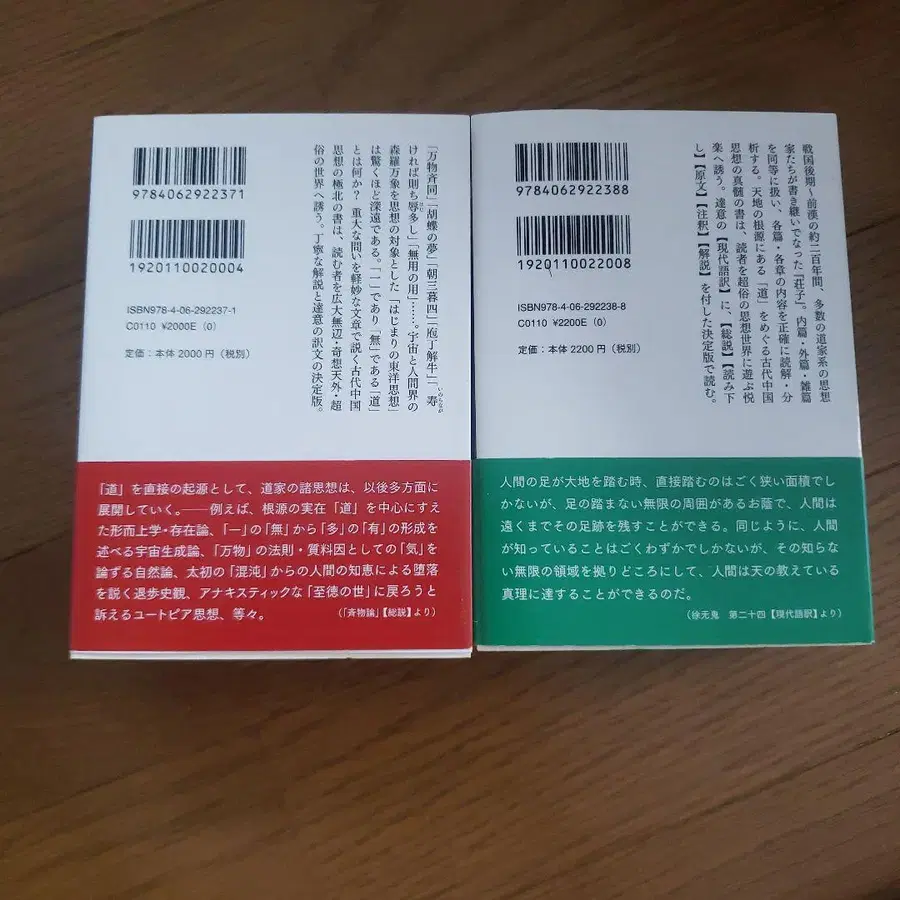 9784062922371
1920110020004
ISBN978-4-06-292237-1
C0110 ¥2000E (0)
定価：本体2000円（税別）
「万物斉同」「胡蝶の夢」「朝三暮四」「庖丁解牛」「寿
ければ則ち辱多し」「無用の用」……。宇宙と人間界の
森羅万象を思想の対象とした「はじまりの東洋思想」
は驚くほど深遠である。「一」であり「無」である「道」
とは何か？　重大な問いを軽妙な文章で説く古代中国
思想の極北の書は、読む者を広大無辺・奇想天外・超
俗の世界へ誘う。丁寧な解説と達意の訳文の決定版。
「道」を直接の起源として、道家の諸思想は、以後多方面に
展開していく。──例えば、根源の実在「道」を中心にすえ
た形而上学・存在論、「一」の「無」から「多」の「有」の形成を
述べる宇宙生成論、「万物」の法則・質料因としての「気」を
論ずる自然論、太初の「混沌」からの人間の知恵による堕落
を説く退歩史観、アナキスティックな「至徳の世」に戻ろうと
訴えるユートピア思想、等々。
（「斉物論」【総説】より）
9784062922388
1920110022008
ISBN978-4-06-292238-8
C0110 ¥2200E (0)
定価：本体2200円（税別）
戦国後期～前漢の約二百年間、多数の道家系の思想
家たちが書き継いでなった『荘子』。内篇・外篇・雑篇
を同等に扱い、各篇・各章の内容を正確に読解・分
析する。天地の根源にある「道」をめぐる古代中国
思想の真髄の書は、読者を超俗の思想世界に遊ぶ悦
楽へ誘う。達意の【現代語訳】に、【総説】【読み下
し】【原文】【注釈】【解説】を付した決定版で読む。
人間の足が大地を踏む時、直接踏むのはごく狭い面積でし
かないが、足の踏まない無限の周囲があるお蔭で、人間は
遠くまでその足跡を残すことができる。同じように、人間
が知っていることはごくわずかでしかないが、その知らな
い無限の領域を拠りどころにして、人間は天の教えている
真理に達することができるのだ。
（徐无鬼　第二十四【現代語訳】より）